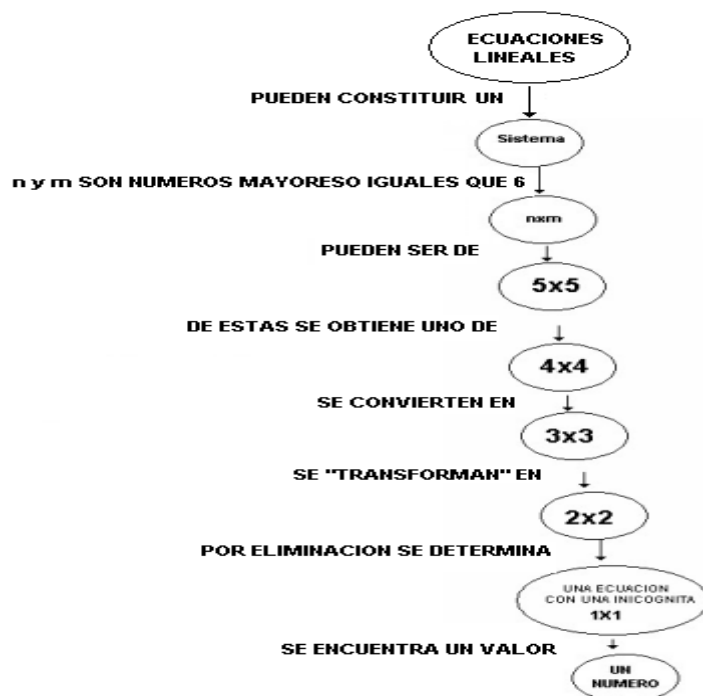 ECUACIONES
LINEALES
PUEDEN CONSTITUIR UN
Sistema
n y m SON NUMEROS MAYORESO IGUALES QUE 6
nxm
PUEDEN SER DE
5x5
DE ESTAS SE OBTIENE UNO DE
4x4
SE CONVIERTEN EN
3x3
SE "TRANSFORMAN" EN
2x2
POR ELIMINACION SE DETERMINA
UNA ECUACION
CON UNA INICOGNITA
1X1
SE ENCUENTRA UN VALOR
UN
NUMERO